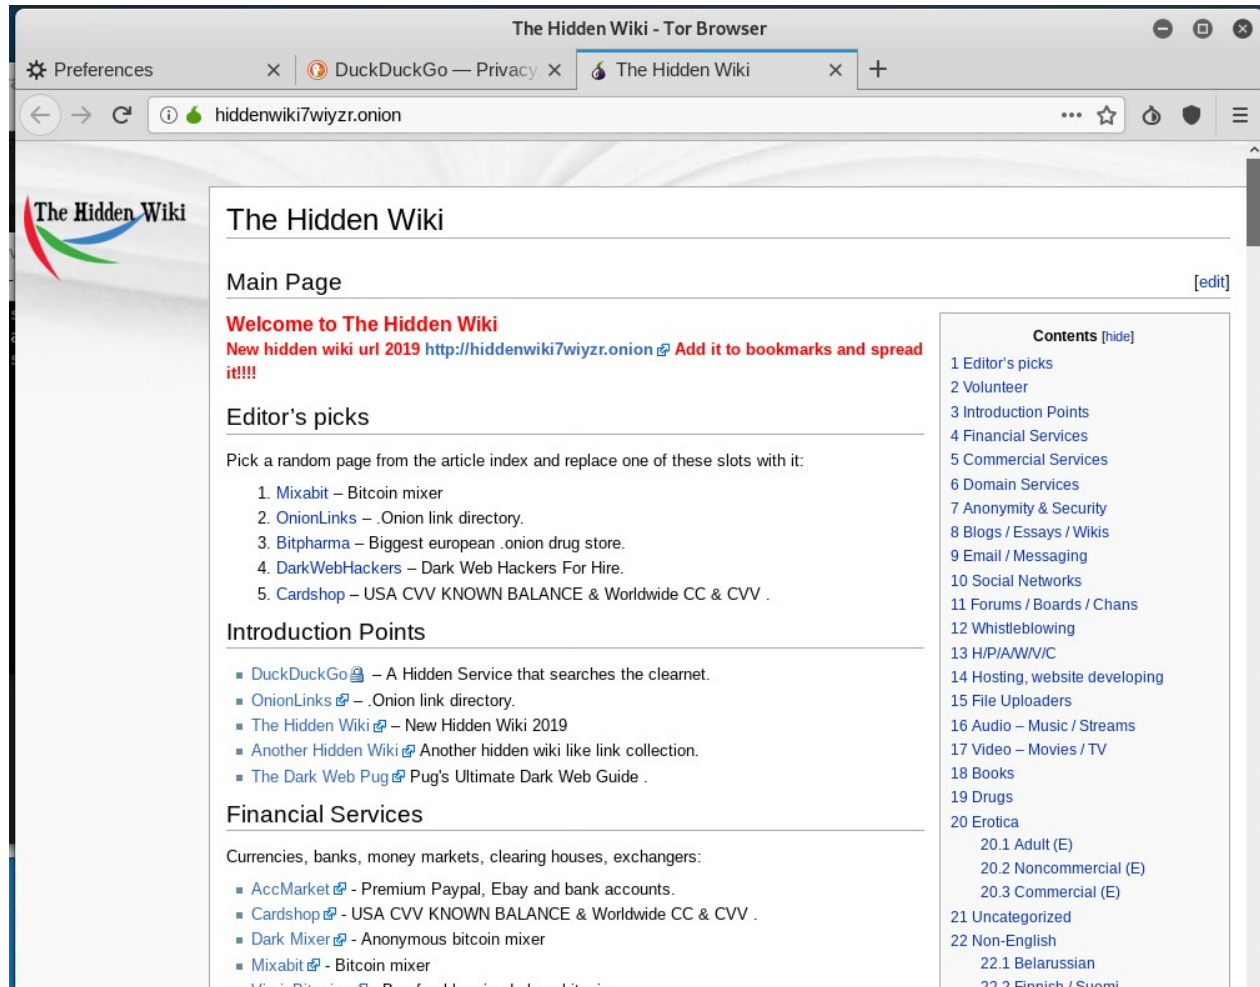 The Hidden Wiki - Tor Browser
Preferences
DuckDuckGo — Privacy,
The Hidden Wiki
hiddenwiki7wiyzr.onion
The Hidden Wiki
The Hidden Wiki
Main Page
[edit]
Welcome to The Hidden Wiki
New hidden wiki url 2019 http://hiddenwiki7wiyzr.onion Add it to bookmarks and spread
it!!!!
Editor's picks
Pick a random page from the article index and replace one of these slots with it:
1. Mixabit – Bitcoin mixer
2. OnionLinks – .Onion link directory.
3. Bitpharma – Biggest european .onion drug store.
4. DarkWebHackers – Dark Web Hackers For Hire.
5. Cardshop – USA CVV KNOWN BALANCE & Worldwide CC & CVV .
Introduction Points
DuckDuckGo – A Hidden Service that searches the clearnet.
OnionLinks – .Onion link directory.
The Hidden Wiki – New Hidden Wiki 2019
Another Hidden Wiki Another hidden wiki like link collection.
The Dark Web Pug Pug's Ultimate Dark Web Guide .
Financial Services
Currencies, banks, money markets, clearing houses, exchangers:
AccMarket - Premium Paypal, Ebay and bank accounts.
Cardshop - USA CVV KNOWN BALANCE & Worldwide CC & CVV .
Dark Mixer - Anonymous bitcoin mixer
Mixabit - Bitcoin mixer
Contents [hide]
1 Editor's picks
2 Volunteer
3 Introduction Points
4 Financial Services
5 Commercial Services
6 Domain Services
7 Anonymity & Security
8 Blogs / Essays / Wikis
9 Email / Messaging
10 Social Networks
11 Forums / Boards / Chans
12 Whistleblowing
13 H/P/A/W/V/C
14 Hosting, website developing
15 File Uploaders
16 Audio – Music / Streams
17 Video – Movies / TV
18 Books
19 Drugs
20 Erotica
20.1 Adult (E)
20.2 Noncommercial (E)
20.3 Commercial (E)
21 Uncategorized
22 Non-English
22.1 Belarussian
22.2 Finnish / Suomi